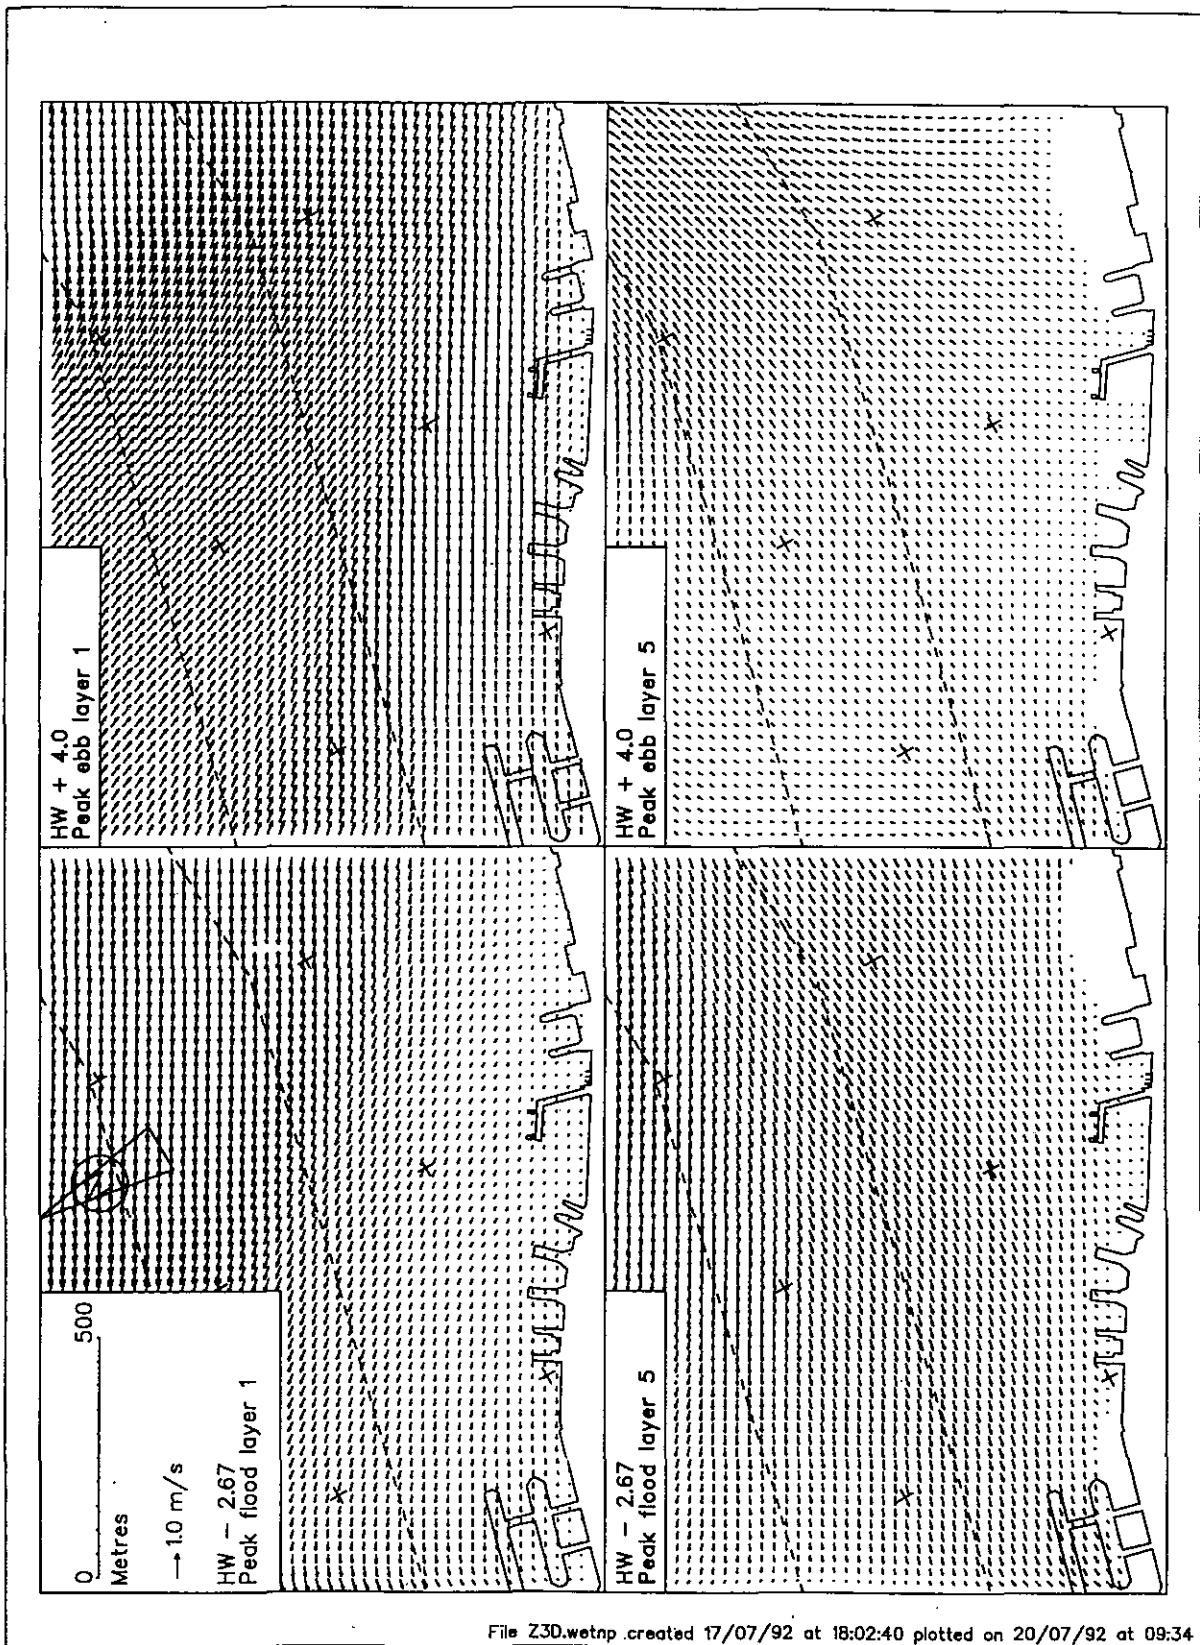 HW + 4.0
Peak ebb layer 1
HW + 4.0
Peak ebb layer 5
0 500
Metres
1.0 m/s
HW - 2.67
Peak flood layer 1
HW - 2.67
Peak flood layer 5
File Z3D.wetnp .created 17/07/92 at 18:02:40 plotted on 20/07/92 at 09:34